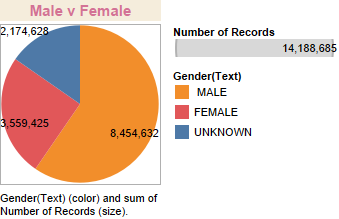 Male v Female
2,174,628
3,559,425
8,454,632
Gender(Text) (color) and sum of
Number of Records (size).
Number of Records
14,188,685
Gender(Text)
MALE
FEMALE
UNKNOWN